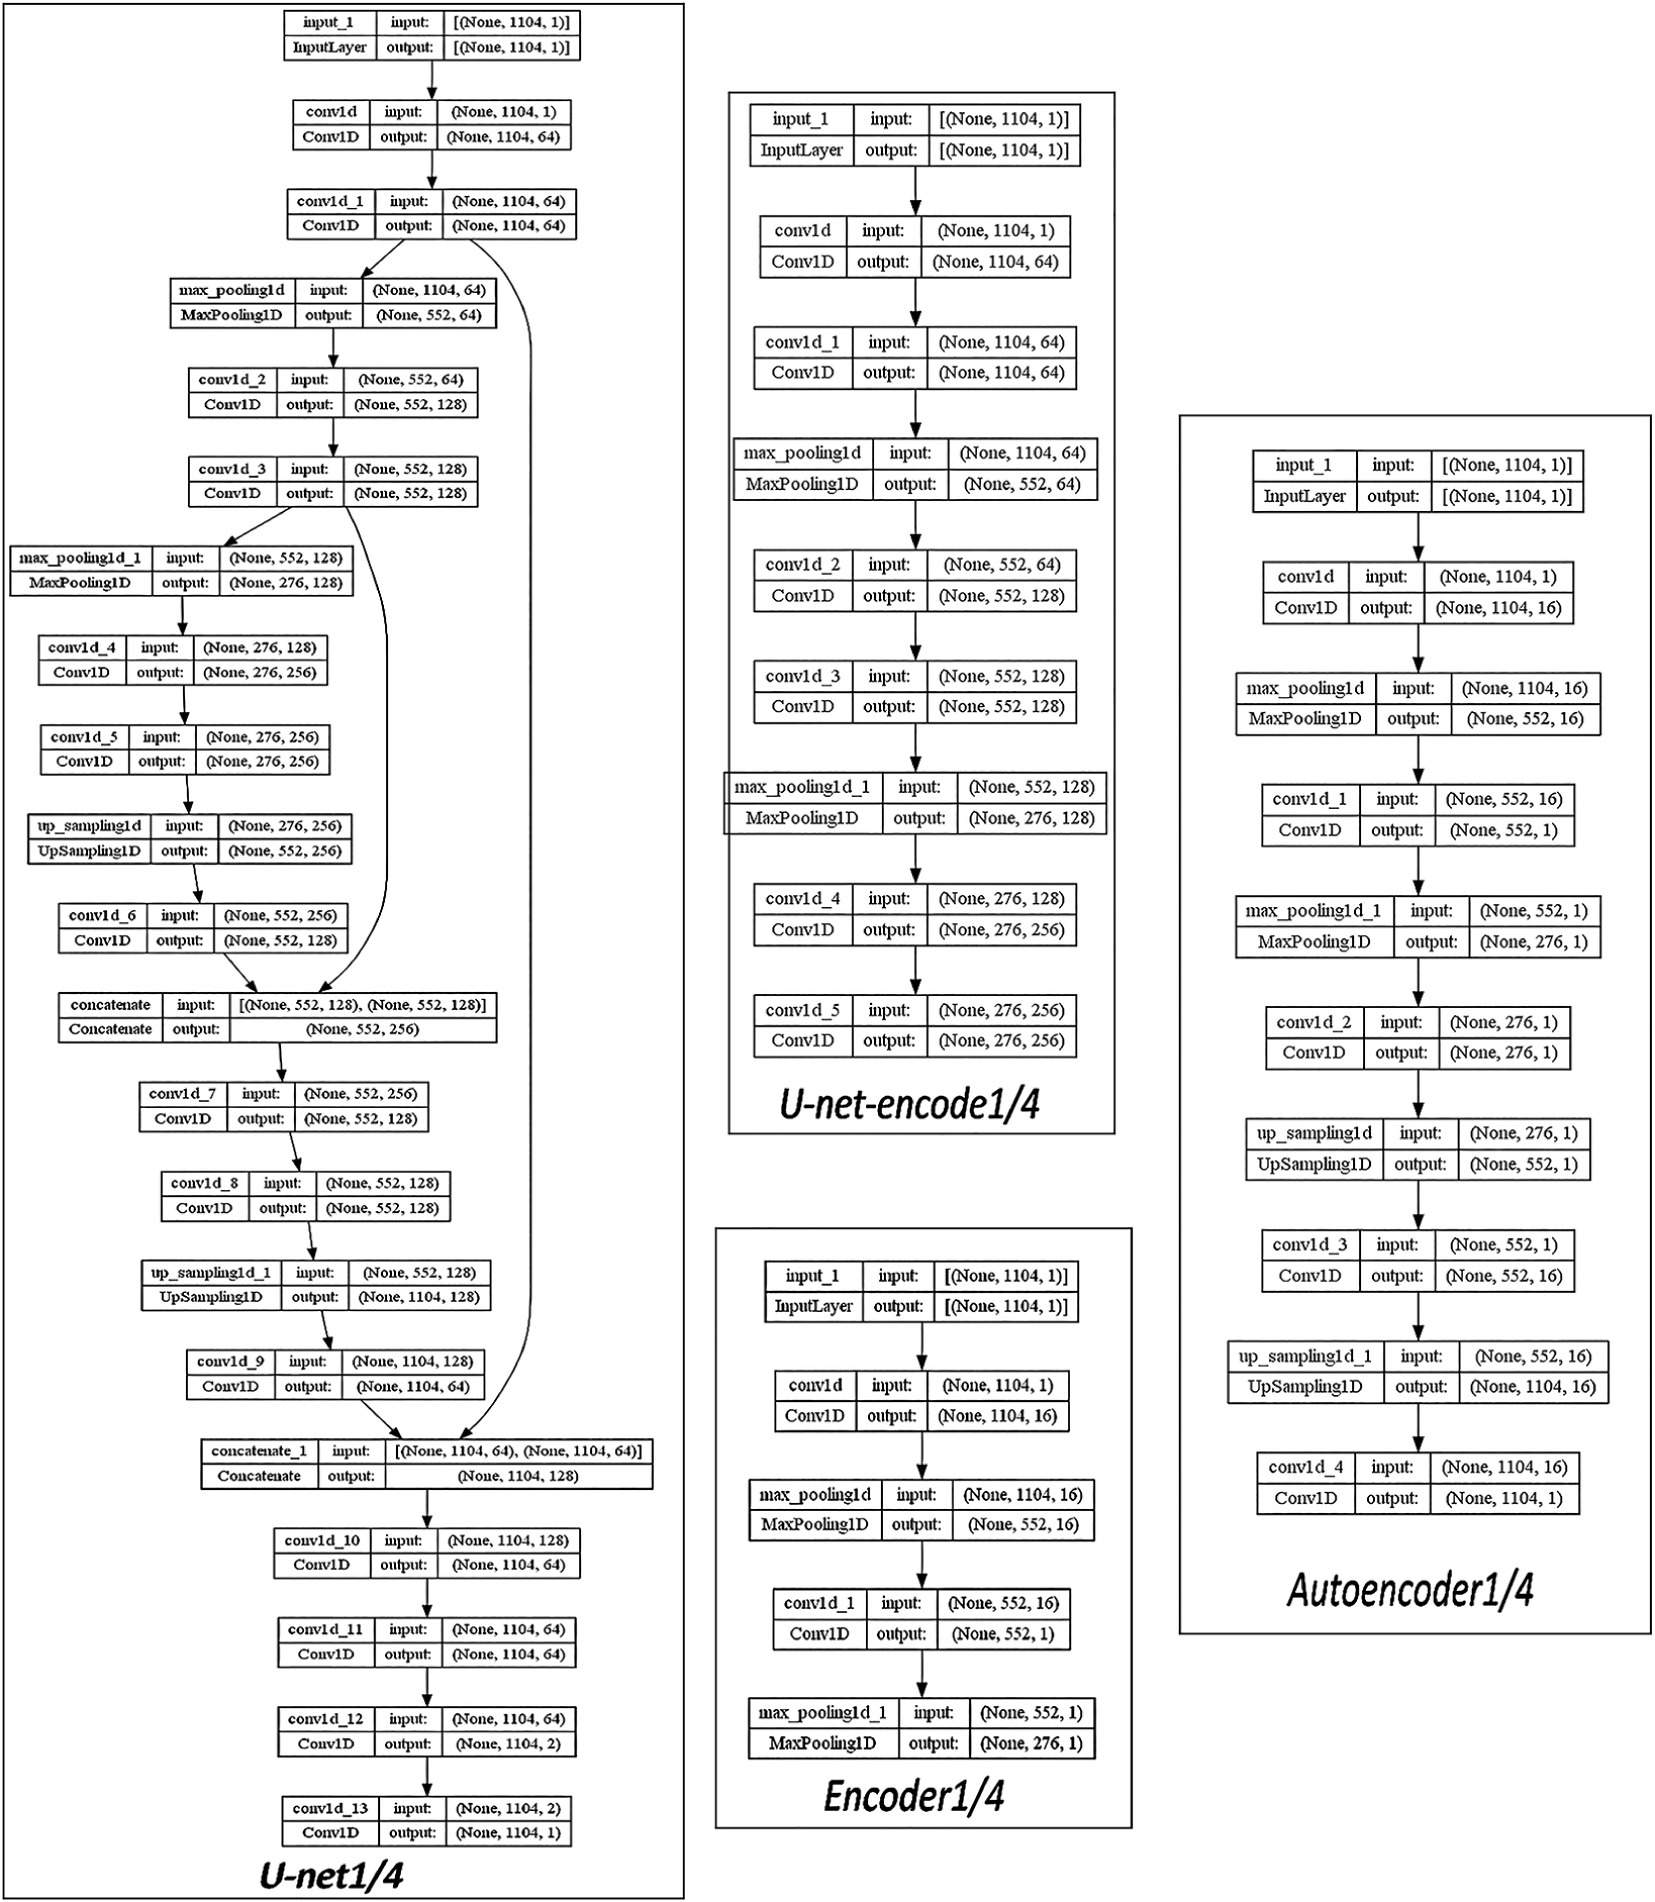 input_1 input: [(None, 1104, 1)]
InputLayer output: [(None, 1104, 1)]
conv1d input: (None, 1104, 1)
Conv1D output: (None, 1104, 64)
conv1d_1 input: (None, 1104, 64)
Conv1D output: (None, 1104, 64)
max_pooling1d input: (None, 1104, 64)
MaxPooling1D output: (None, 552, 64)
conv1d_2 input: (None, 552, 64)
Conv1D output: (None, 552, 128)
conv1d_3 input: (None, 552, 128)
Conv1D output: (None, 552, 128)
max_pooling1d_1 input: (None, 552, 128)
MaxPooling1D output: (None, 276, 128)
conv1d_4 input: (None, 276, 128)
Conv1D output: (None, 276, 256)
conv1d_5 input: (None, 276, 256)
Conv1D output: (None, 276, 256)
up_sampling1d input: (None, 276, 256)
UpSampling1D output: (None, 552, 256)
conv1d_6 input: (None, 552, 256)
Conv1D output: (None, 552, 128)
concatenate input: [(None, 552, 128), (None, 552, 128)]
Concatenate output: (None, 552, 256)
conv1d_7 input: (None, 552, 256)
Conv1D output: (None, 552, 128)
conv1d_8 input: (None, 552, 128)
Conv1D output: (None, 552, 128)
up_sampling1d_1 input: (None, 552, 128)
UpSampling1D output: (None, 1104, 128)
conv1d_9 input: (None, 1104, 128)
Conv1D output: (None, 1104, 64)
concatenate_1 input: [(None, 1104, 64), (None, 1104, 64)]
Concatenate output: (None, 1104, 128)
conv1d_10 input: (None, 1104, 128)
Conv1D output: (None, 1104, 64)
conv1d_11 input: (None, 1104, 64)
Conv1D output: (None, 1104, 64)
conv1d_12 input: (None, 1104, 64)
Conv1D output: (None, 1104, 2)
conv1d_13 input: (None, 1104, 2)
Conv1D output: (None, 1104, 1)
U-net1/4
input_1 input: [(None, 1104, 1)]
InputLayer output: [(None, 1104, 1)]
conv1d input: (None, 1104, 1)
Conv1D output: (None, 1104, 64)
conv1d_1 input: (None, 1104, 64)
Conv1D output: (None, 1104, 64)
max_pooling1d input: (None, 1104, 64)
MaxPooling1D output: (None, 552, 64)
conv1d_2 input: (None, 552, 64)
Conv1D output: (None, 552, 128)
conv1d_3 input: (None, 552, 128)
Conv1D output: (None, 552, 128)
max_pooling1d_1 input: (None, 552, 128)
MaxPooling1D output: (None, 276, 128)
conv1d_4 input: (None, 276, 128)
Conv1D output: (None, 276, 256)
conv1d_5 input: (None, 276, 256)
Conv1D output: (None, 276, 256)
U-net-encode1/4
input_1 input: [(None, 1104, 1)]
InputLayer output: [(None, 1104, 1)]
conv1d input: (None, 1104, 1)
Conv1D output: (None, 1104, 16)
max_pooling1d input: (None, 1104, 16)
MaxPooling1D output: (None, 552, 16)
conv1d_1 input: (None, 552, 16)
Conv1D output: (None, 552, 1)
max_pooling1d_1 input: (None, 552, 1)
MaxPooling1D output: (None, 276, 1)
Encoder1/4
input_1 input: [(None, 1104, 1)]
InputLayer output: [(None, 1104, 1)]
conv1d input: (None, 1104, 1)
Conv1D output: (None, 1104, 16)
max_pooling1d input: (None, 1104, 16)
MaxPooling1D output: (None, 552, 16)
conv1d_1 input: (None, 552, 16)
Conv1D output: (None, 552, 1)
max_pooling1d_1 input: (None, 552, 1)
MaxPooling1D output: (None, 276, 1)
conv1d_2 input: (None, 276, 1)
Conv1D output: (None, 276, 1)
up_sampling1d input: (None, 276, 1)
UpSampling1D output: (None, 552, 1)
conv1d_3 input: (None, 552, 1)
Conv1D output: (None, 552, 16)
up_sampling1d_1 input: (None, 552, 16)
UpSampling1D output: (None, 1104, 16)
conv1d_4 input: (None, 1104, 16)
Conv1D output: (None, 1104, 1)
Autoencoder1/4